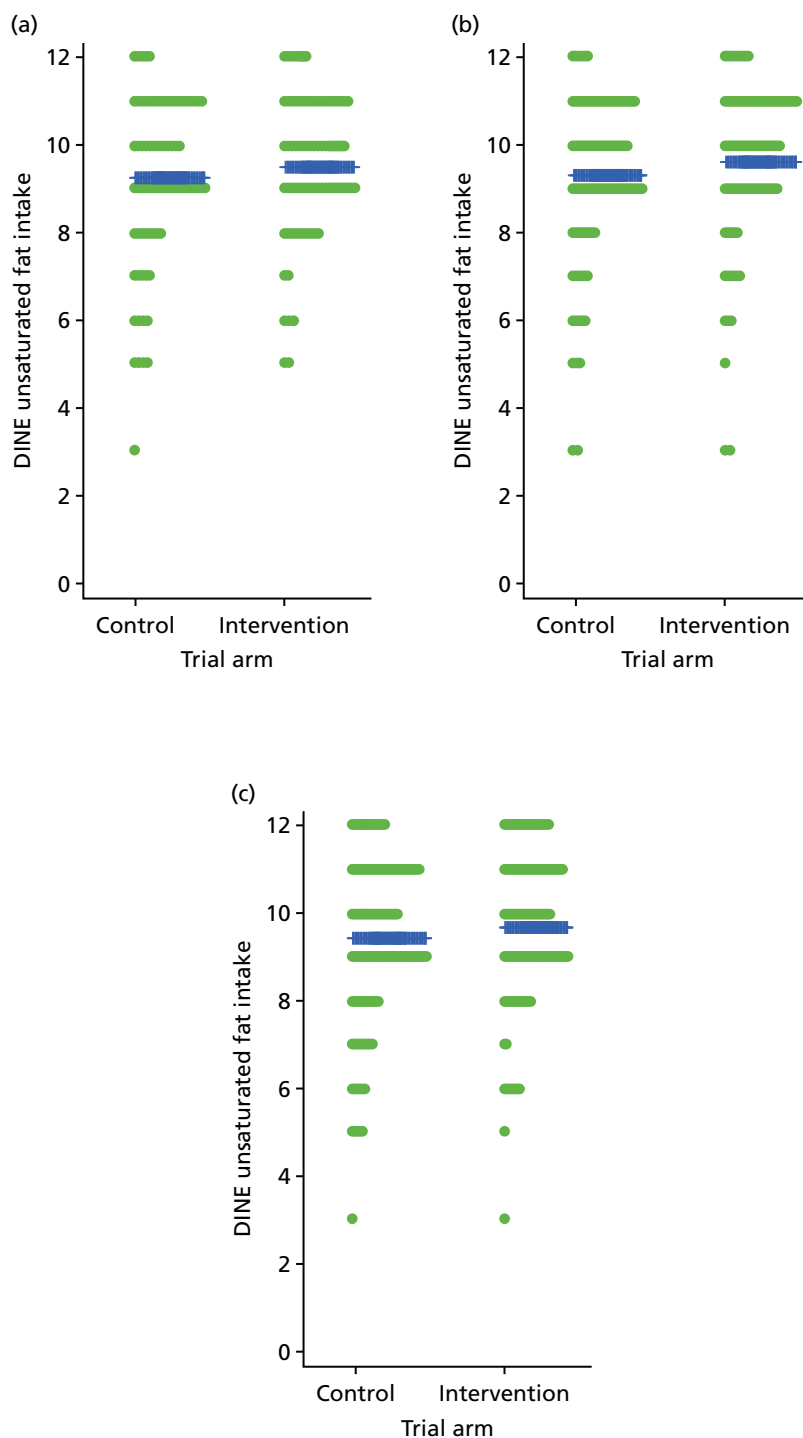 (a)
DINE unsaturated fat intake
12
10
8
6
4
2
0
Control Intervention
Trial arm
(b)
DINE unsaturated fat intake
12
10
8
6
4
2
0
Control Intervention
Trial arm
(c)
DINE unsaturated fat intake
12
10
8
6
4
2
0
Control Intervention
Trial arm